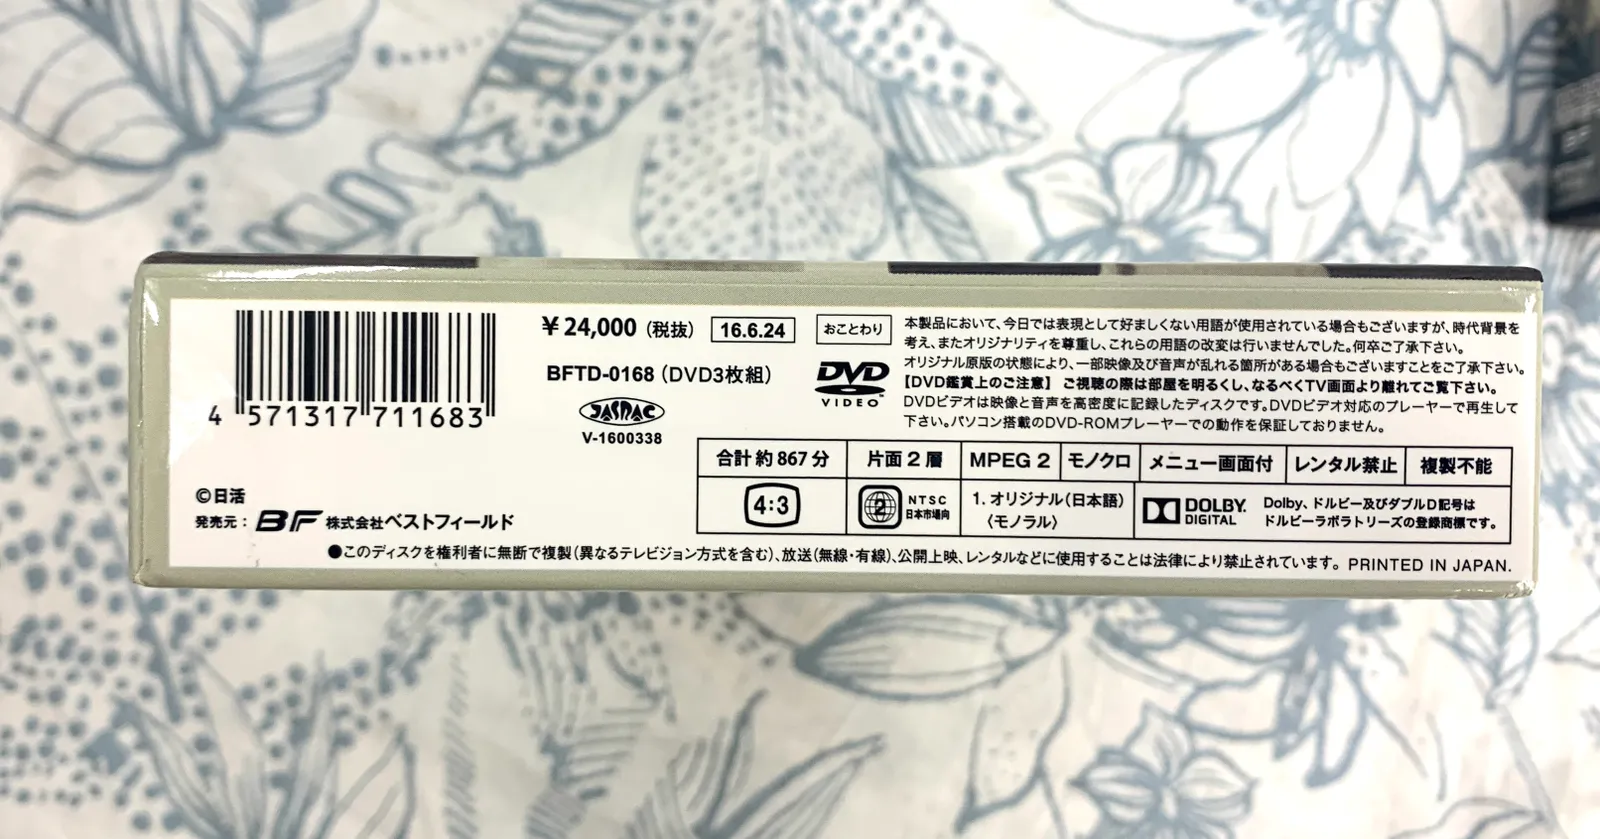 ¥24,000（税抜） 16.6.24
BFTD-0168（DVD3枚組）
JASRAC
V-1600338
4 571317 711683
©日活
発売元： BF 株式会社ベストフィールド
おことわり
DVD
VIDEO
本製品において、今日では表現として好ましくない用語が使用されている場合もございますが、時代背景を
考え、またオリジナリティを尊重し、これらの用語の改変は行いませんでした。何卒ご了承下さい。
オリジナル原版の状態により、一部映像及び音声が乱れる箇所がある場合もございますことをご了承下さい。
【DVD鑑賞上のご注意】 ご視聴の際は部屋を明るくし、なるべくTV画面より離れてご覧下さい。
DVDビデオは映像と音声を高密度に記録したディスクです。DVDビデオ対応のプレーヤーで再生して
下さい。パソコン搭載のDVD-ROMプレーヤーでの動作を保証しておりません。
合計 約867分 片面2層 MPEG 2 モノクロ メニュー画面付 レンタル禁止 複製不能
4:3
2 NTSC
日本市場向
1. オリジナル（日本語）
〈モノラル〉
DOLBY
DIGITAL
Dolby、ドルビー及びダブルD記号は
ドルビーラボラトリーズの登録商標です。
●このディスクを権利者に無断で複製（異なるテレビジョン方式を含む）、放送（無線・有線）、公開上映、レンタルなどに使用することは法律により禁止されています。 PRINTED IN JAPAN.